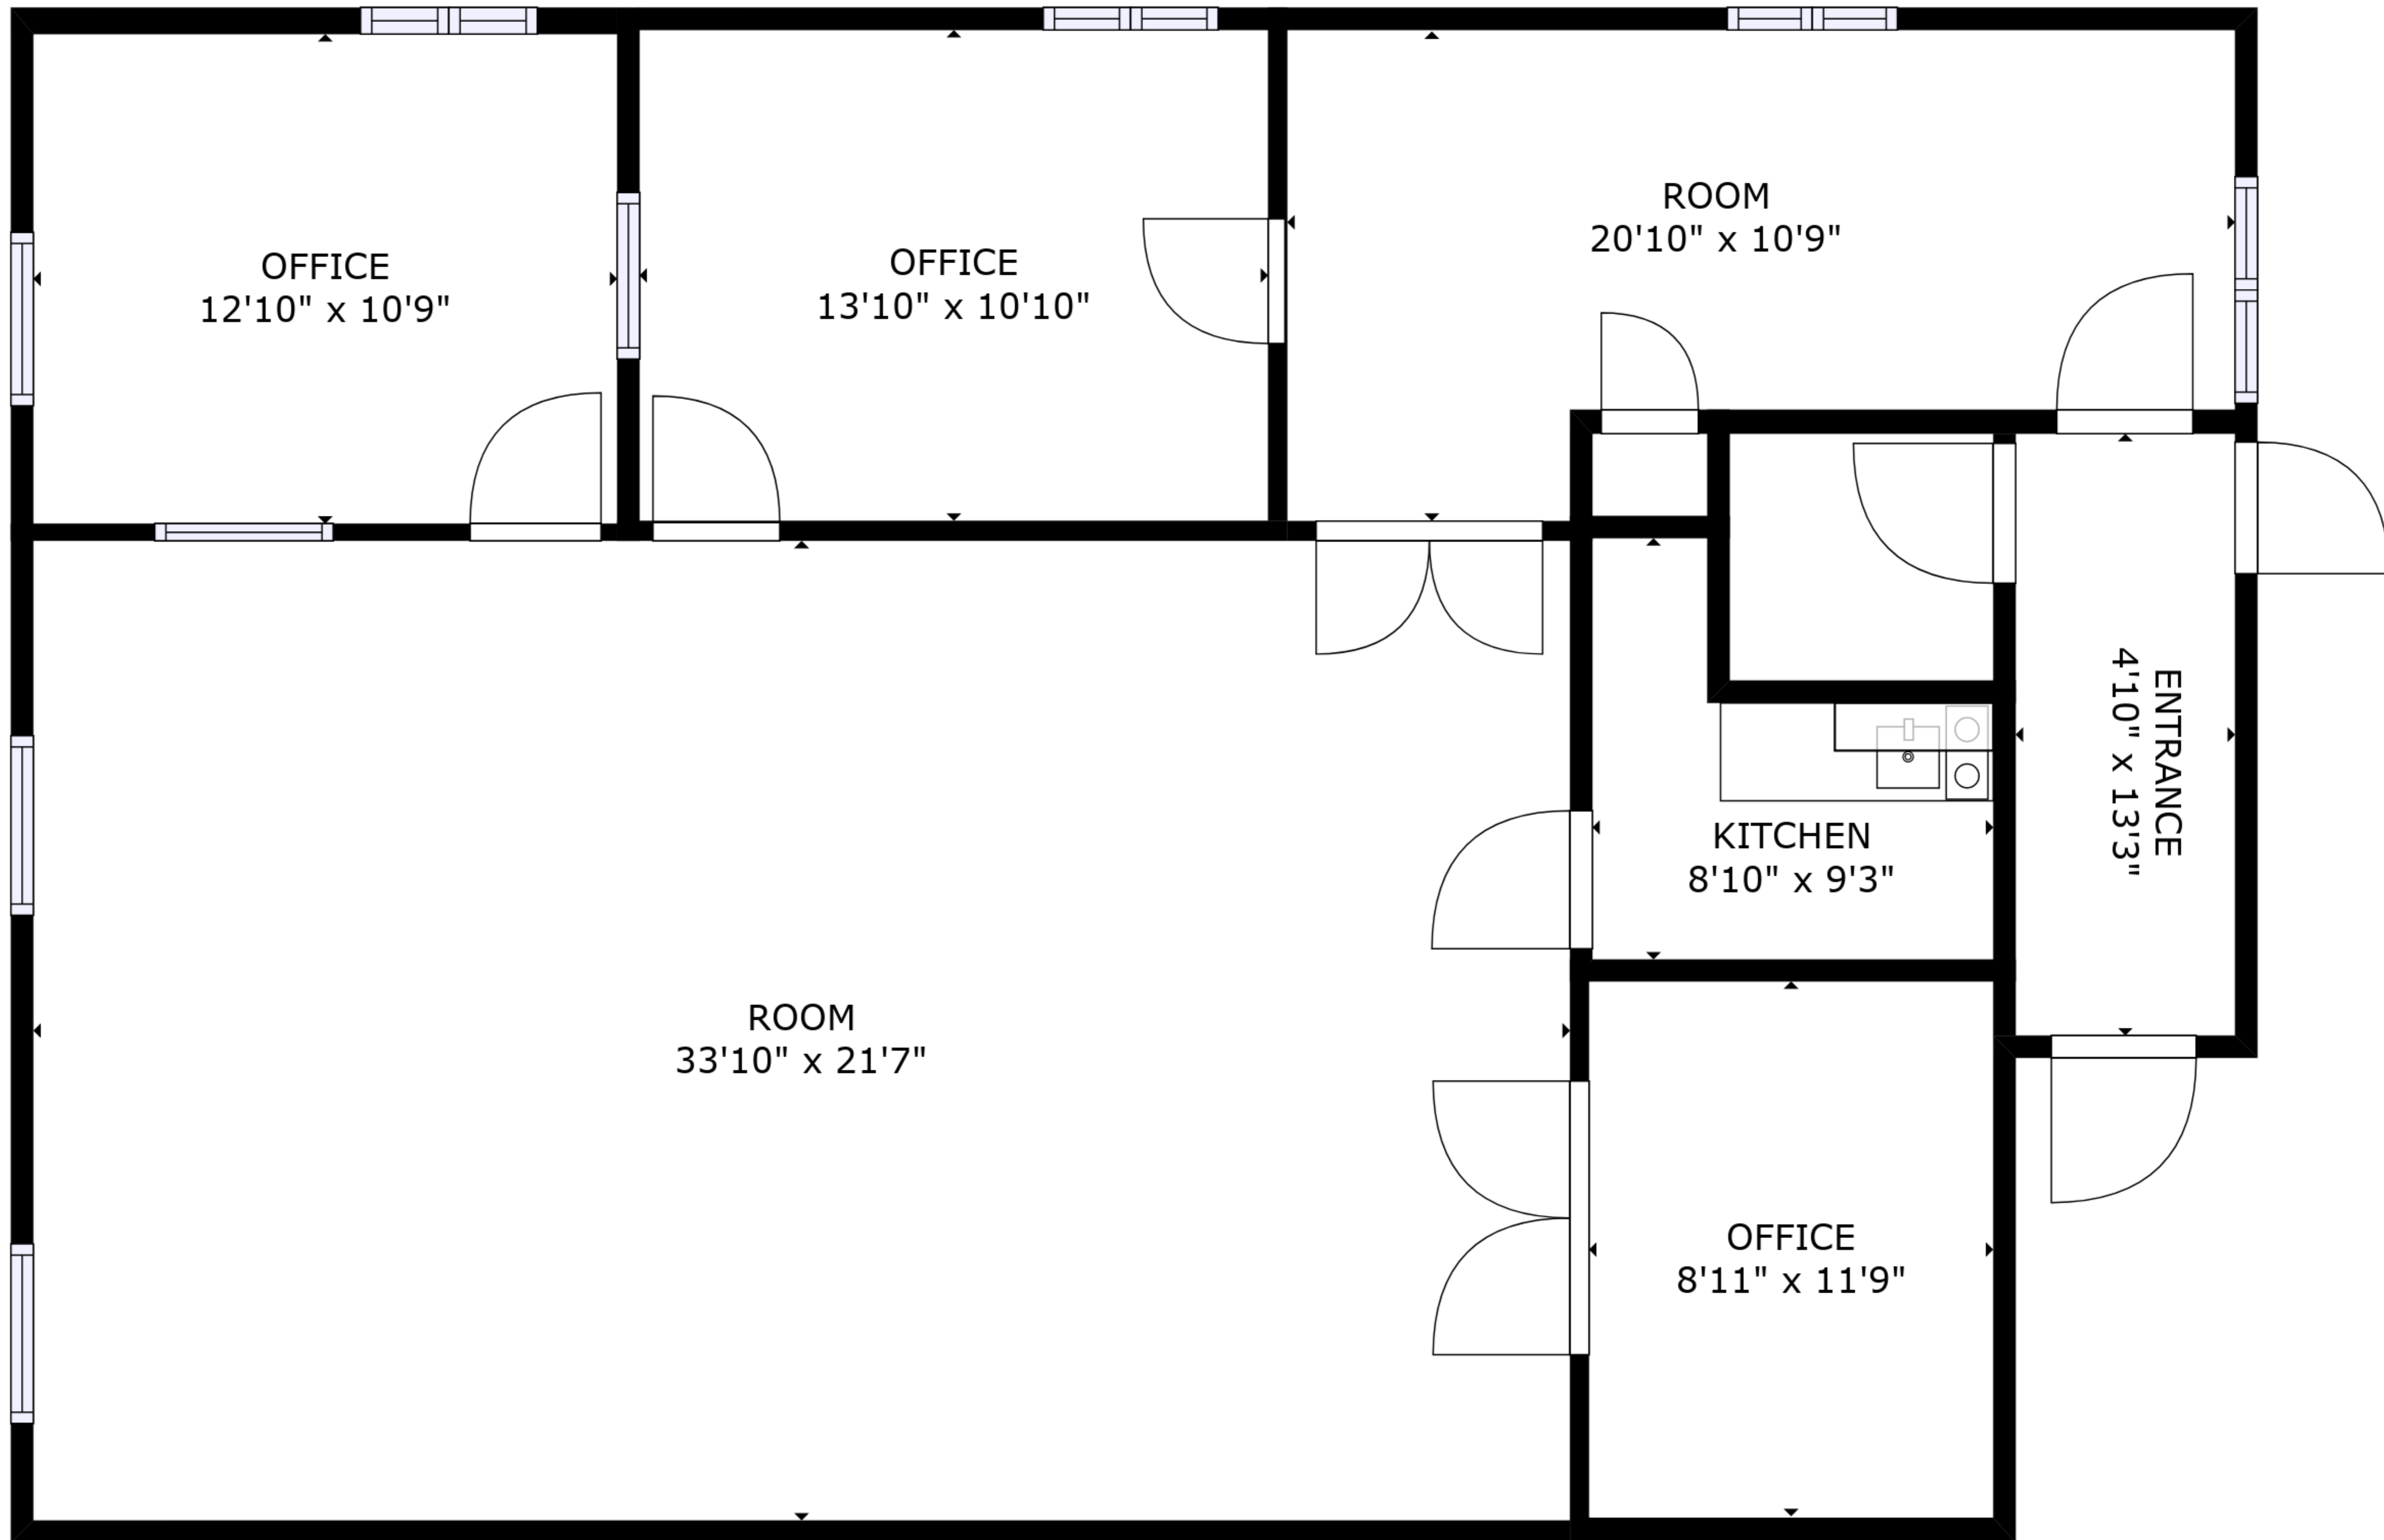 ROOM
20'10" x 10'9"
OFFICE
12'10" x 10'9"
OFFICE
13'10" x 10'10"
ENTRANCE
4'10" x 13'3"
KITCHEN
8'10" x 9'3"
ROOM
33'10" x 21'7"
OFFICE
8'11" x 11'9"